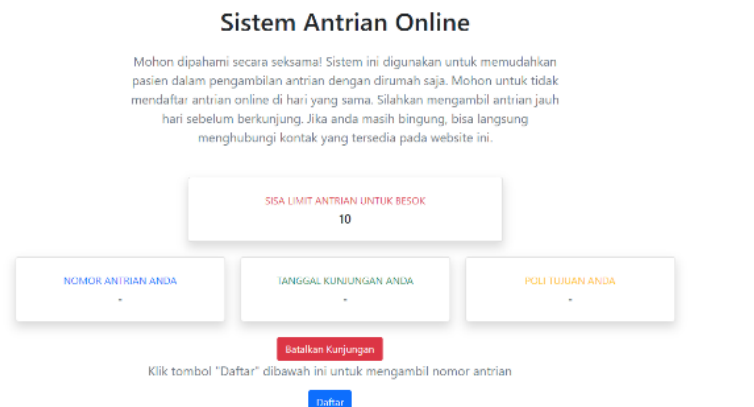 Sistem Antrian Online
Mohon dipahami secara seksama! Sistem ini digunakan untuk memudahkan
pasien dalam pengambilan antrian dengan dirumah saja. Mohon untuk tidak
mendaftar antrian online di hari yang sama. Silahkan mengambil antrian jauh
hari sebelum berkunjung. Jika anda masih bingung, bisa langsung
menghubungi kontak yang tersedia pada website ini.
SISA LIMIT ANTRIAN UNTUK BESOK
10
NOMOR ANTRIAN ANDA
-
TANGGAL KUNJUNGAN ANDA
-
POLI TUJUAN ANDA
-
Batalkan Kunjungan
Klik tombol "Daftar" dibawah ini untuk mengambil nomor antrian
Daftar